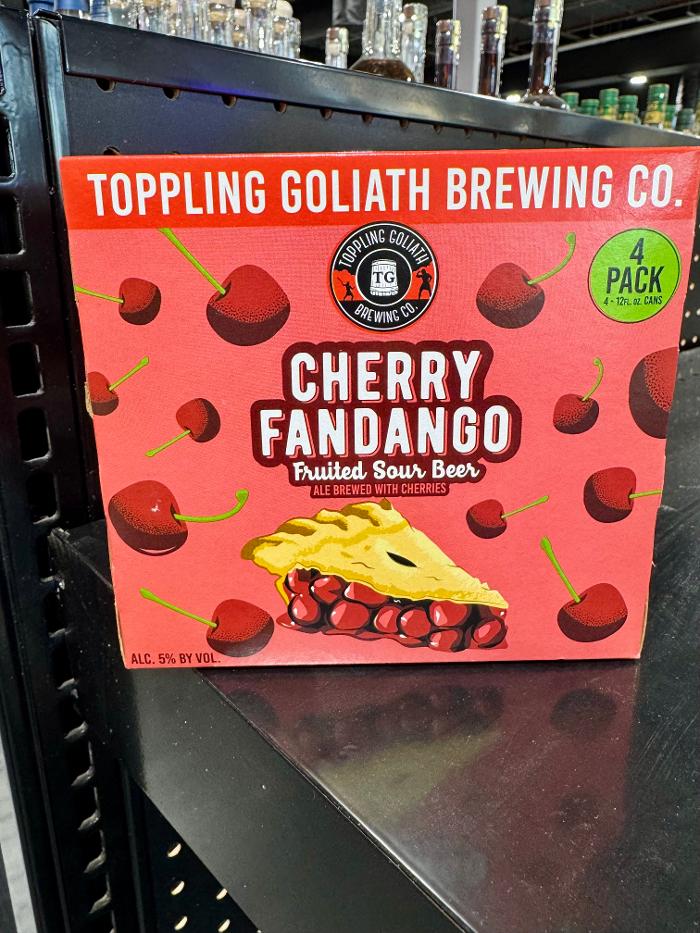 TOPPLING GOLIATH BREWING CO.
TOPPLING GOLIATH
TG
BREWING CO.
4
PACK
4 - 12FL. OZ. CANS
CHERRY
FANDANGO
Fruited Sour Beer
ALE BREWED WITH CHERRIES
ALC. 5% BY VOL.